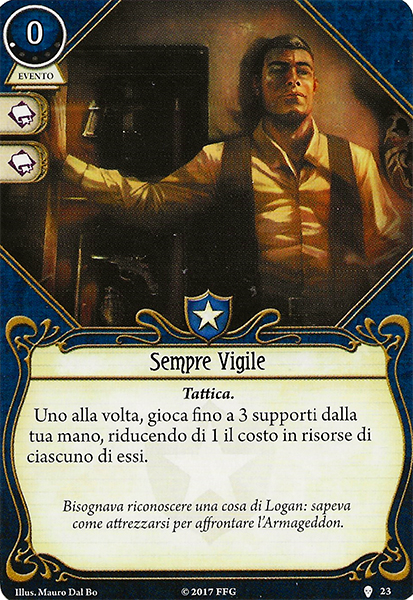 0
EVENTO
Sempre Vigile
Tattica.
Uno alla volta, gioca fino a 3 supporti dalla
tua mano, riducendo di 1 il costo in risorse di
ciascuno di essi.
Bisognava riconoscere una cosa di Logan: sapeva
come attrezzarsi per affrontare l'Armageddon.
Illus. Mauro Dal Bo
© 2017 FFG
23